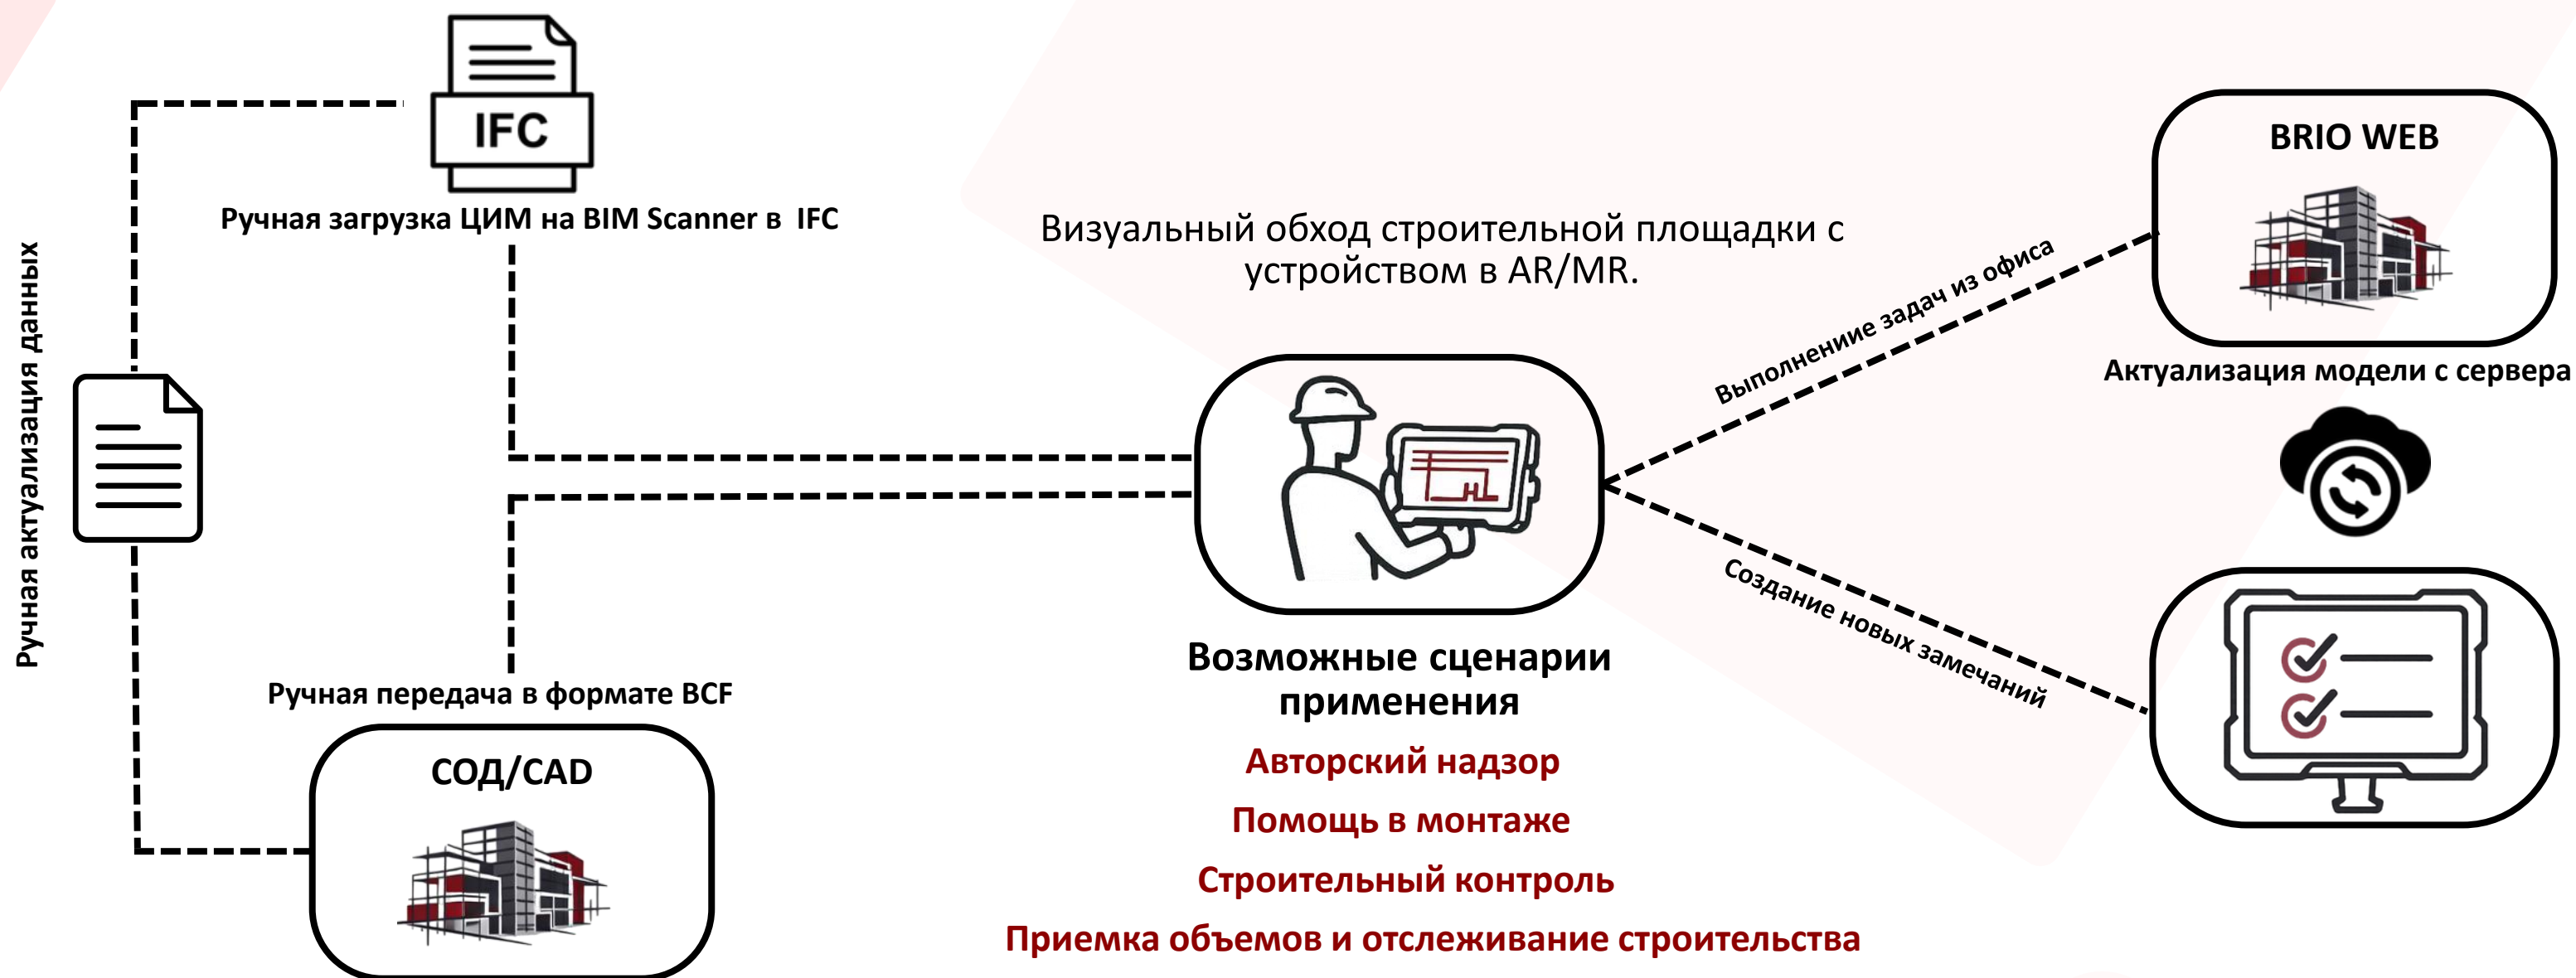 IFC
Ручная загрузка ЦИМ на BIM Scanner в IFC
Ручная актуализация данных
Ручная передача в формате BCF
СОД/CAD
Визуальный обход строительной площадки с
устройством в AR/MR.
Возможные сценарии
применения
Авторский надзор
Помощь в монтаже
Строительный контроль
Приемка объемов и отслеживание строительства
Выполнениие задач из офиса
Создание новых замечаний
BRIO WEB
Актуализация модели с сервера